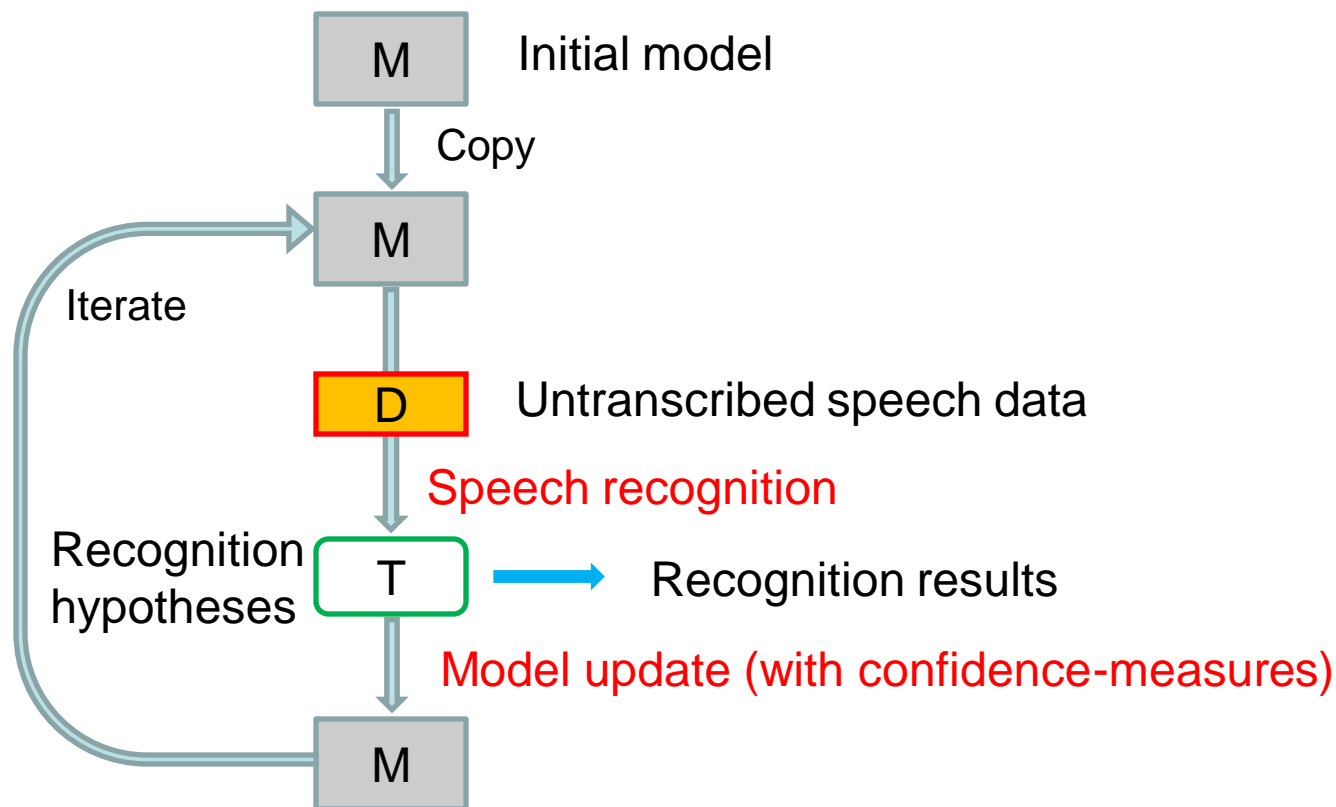 M
Initial model
Copy
M
Iterate
D
Untranscribed speech data
Speech recognition
Recognition
hypotheses
T
Recognition results
Model update (with confidence-measures)
M